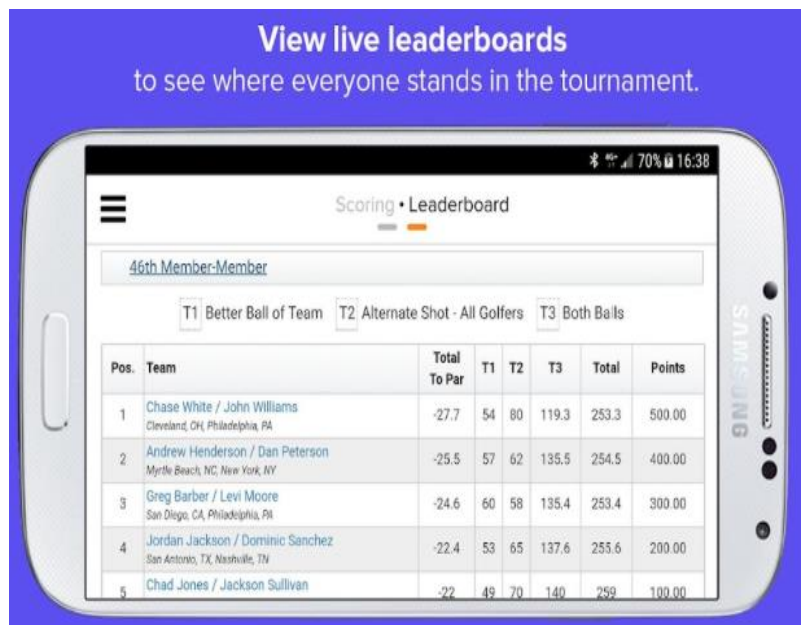 View live leaderboards
to see where everyone stands in the tournament.
70% 16:38
Scoring • Leaderboard
46th Member-Member
T1 Better Ball of Team T2 Alternate Shot - All Golfers T3 Both Balls
Pos. Team Total To Par T1 T2 T3 Total Points
1 Chase White / John Williams -27.7 54 80 119.3 253.3 500.00
Cleveland, OH, Philadelphia, PA
2 Andrew Henderson / Dan Peterson -25.5 57 62 135.5 254.5 400.00
Myrtle Beach, NC, New York, NY
3 Greg Barber / Levi Moore -24.6 60 58 135.4 253.4 300.00
San Diego, CA, Philadelphia, PA
4 Jordan Jackson / Dominic Sanchez -22.4 53 65 137.6 255.6 200.00
San Antonio, TX, Nashville, TN
5 Chad Jones / Jackson Sullivan -22 49 70 140 259 100.00
SAMSUNG